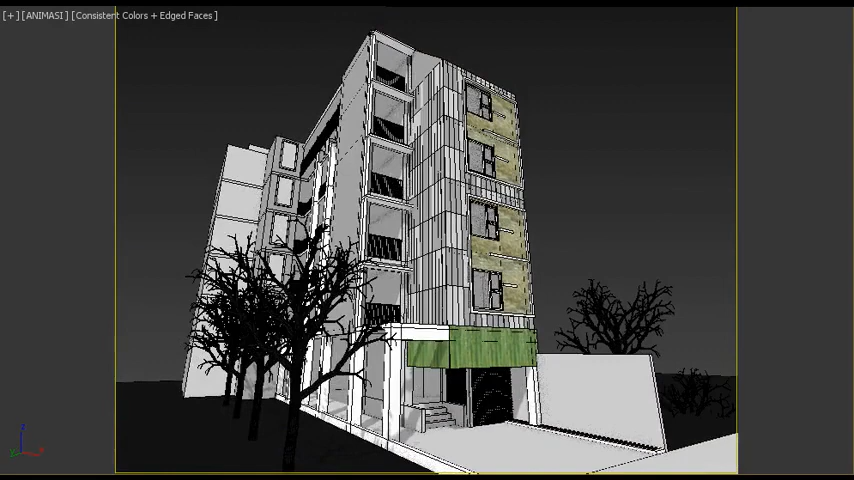 [+] [ANIMASI] [Consistent Colors + Edged Faces]